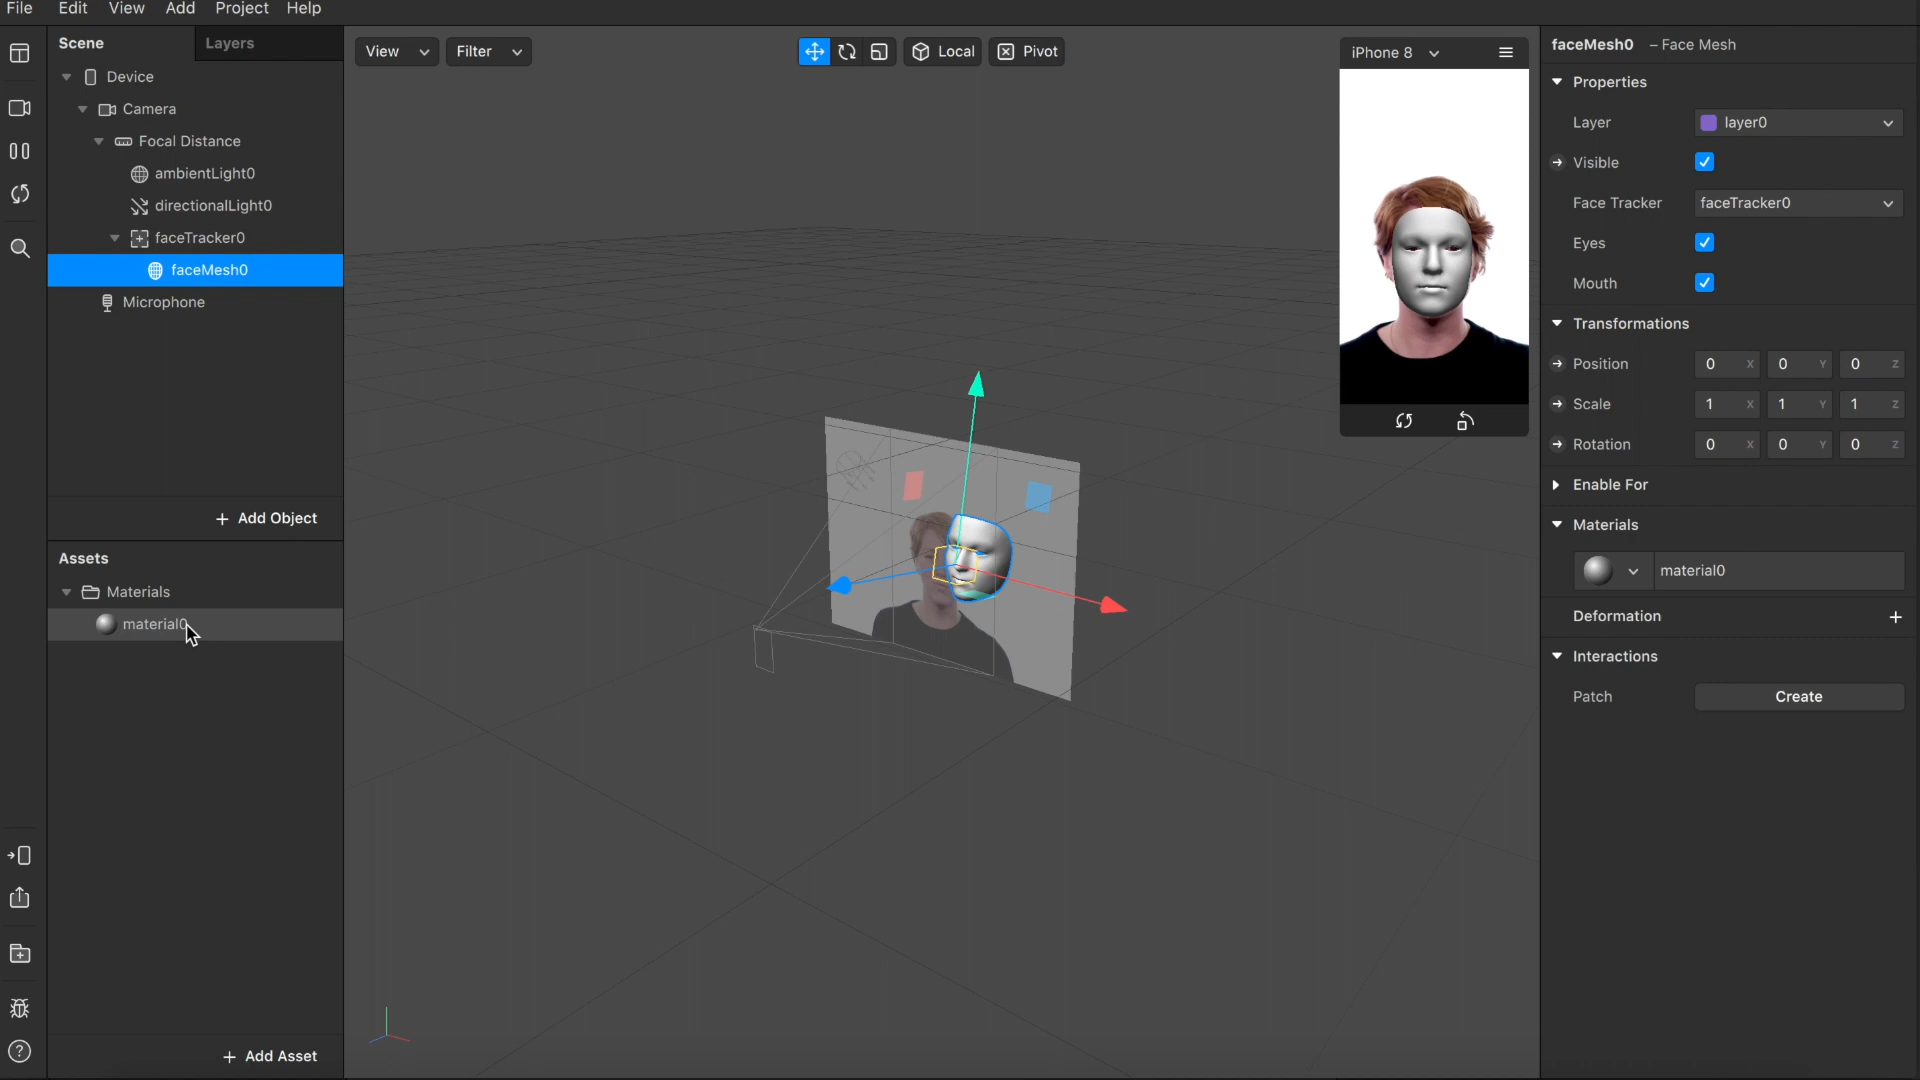 File Edit View Add Project Help
Scene Layers
Device
Camera
Focal Distance
ambientLight0
directionalLight0
faceTracker0
faceMesh0
Microphone
+ Add Object
Assets
Materials
material0
+ Add Asset
View Filter Local Pivot
iPhone 8
faceMesh0 – Face Mesh
Properties
Layer layer0
Visible
Face Tracker faceTracker0
Eyes
Mouth
Transformations
Position 0 X 0 Y 0 Z
Scale 1 X 1 Y 1 Z
Rotation 0 X 0 Y 0 Z
Enable For
Materials
material0
Deformation +
Interactions
Patch Create